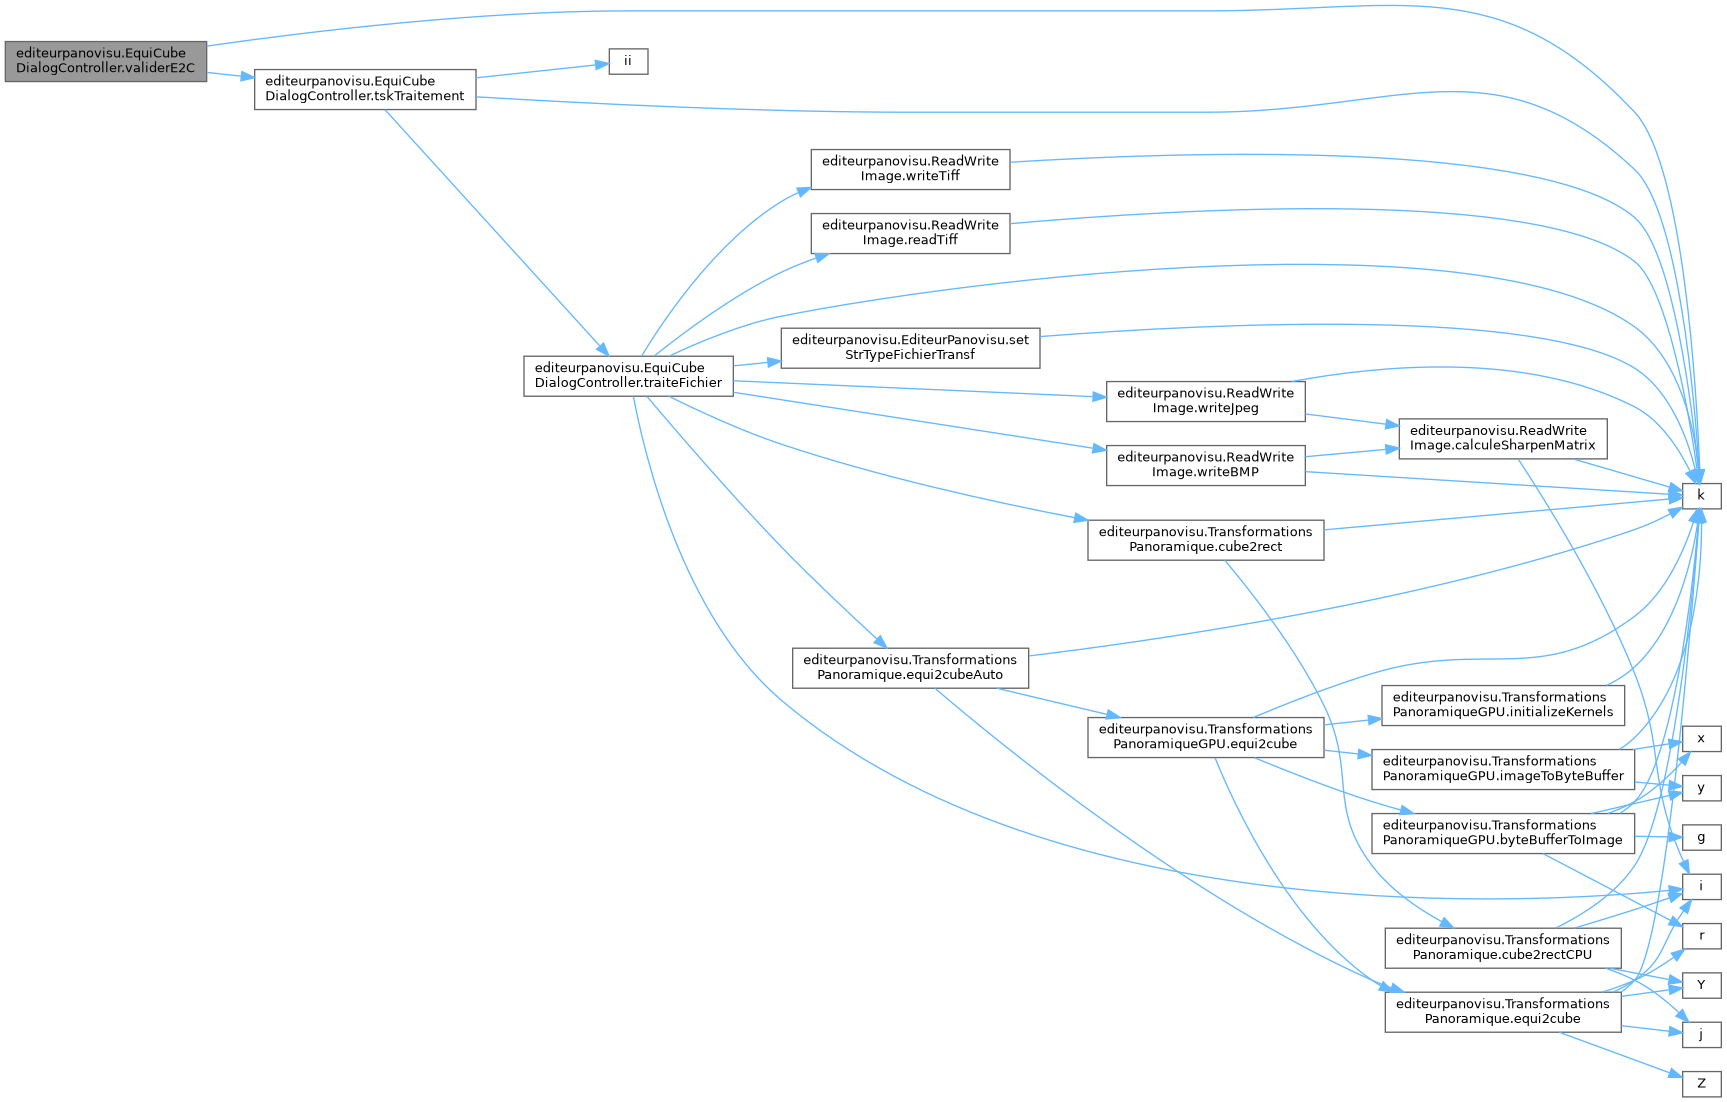 editeurpanovisu.EquiCube
DialogController.validerE2C
editeurpanovisu.EquiCube
DialogController.tskTraitement
ii
editeurpanovisu.ReadWrite
Image.writeTiff
editeurpanovisu.ReadWrite
Image.readTiff
editeurpanovisu.EquiCube
DialogController.traiteFichier
editeurpanovisu.EditeurPanovisu.set
StrTypeFichierTransf
editeurpanovisu.ReadWrite
Image.writeJpeg
editeurpanovisu.ReadWrite
Image.writeBMP
editeurpanovisu.ReadWrite
Image.calculeSharpenMatrix
k
editeurpanovisu.Transformations
Panoramique.cube2rect
editeurpanovisu.Transformations
Panoramique.equi2cubeAuto
editeurpanovisu.Transformations
PanoramiqueGPU.equi2cube
editeurpanovisu.Transformations
PanoramiqueGPU.initializeKernels
editeurpanovisu.Transformations
PanoramiqueGPU.imageToByteBuffer
editeurpanovisu.Transformations
PanoramiqueGPU.byteBufferToImage
x
y
g
i
r
editeurpanovisu.Transformations
Panoramique.cube2rectCPU
editeurpanovisu.Transformations
Panoramique.equi2cube
Y
j
Z